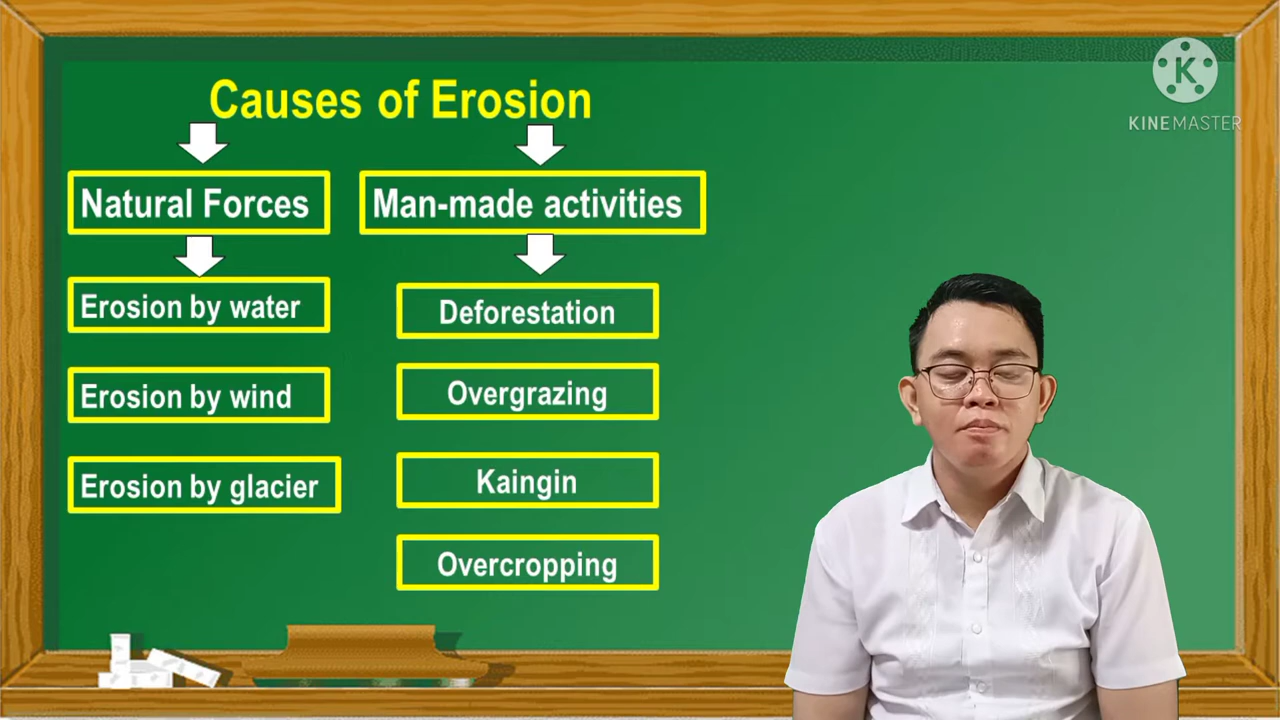 Causes of Erosion
Natural Forces
Erosion by water
Erosion by wind
Erosion by glacier
Man-made activities
Deforestation
Overgrazing
Kaingin
Overcropping
K
KINEMASTER